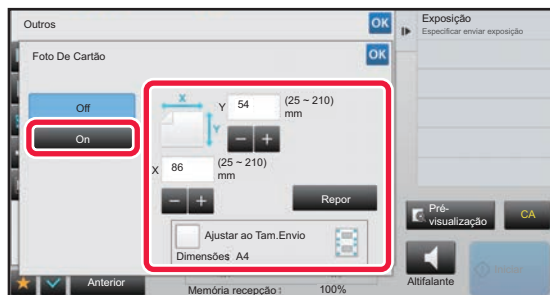 Outros
OK
Exposição
Especificar enviar exposição
Foto De Cartão
OK
Off
On
X
Y
Y 54 (25 ~ 210)
mm
X 86 (25 ~ 210)
mm
Repor
Ajustar ao Tam.Envio
Dimensões A4
Pré-
visualização
CA
Anterior
Memória recepção : 100%
Altifalante
Iniciar